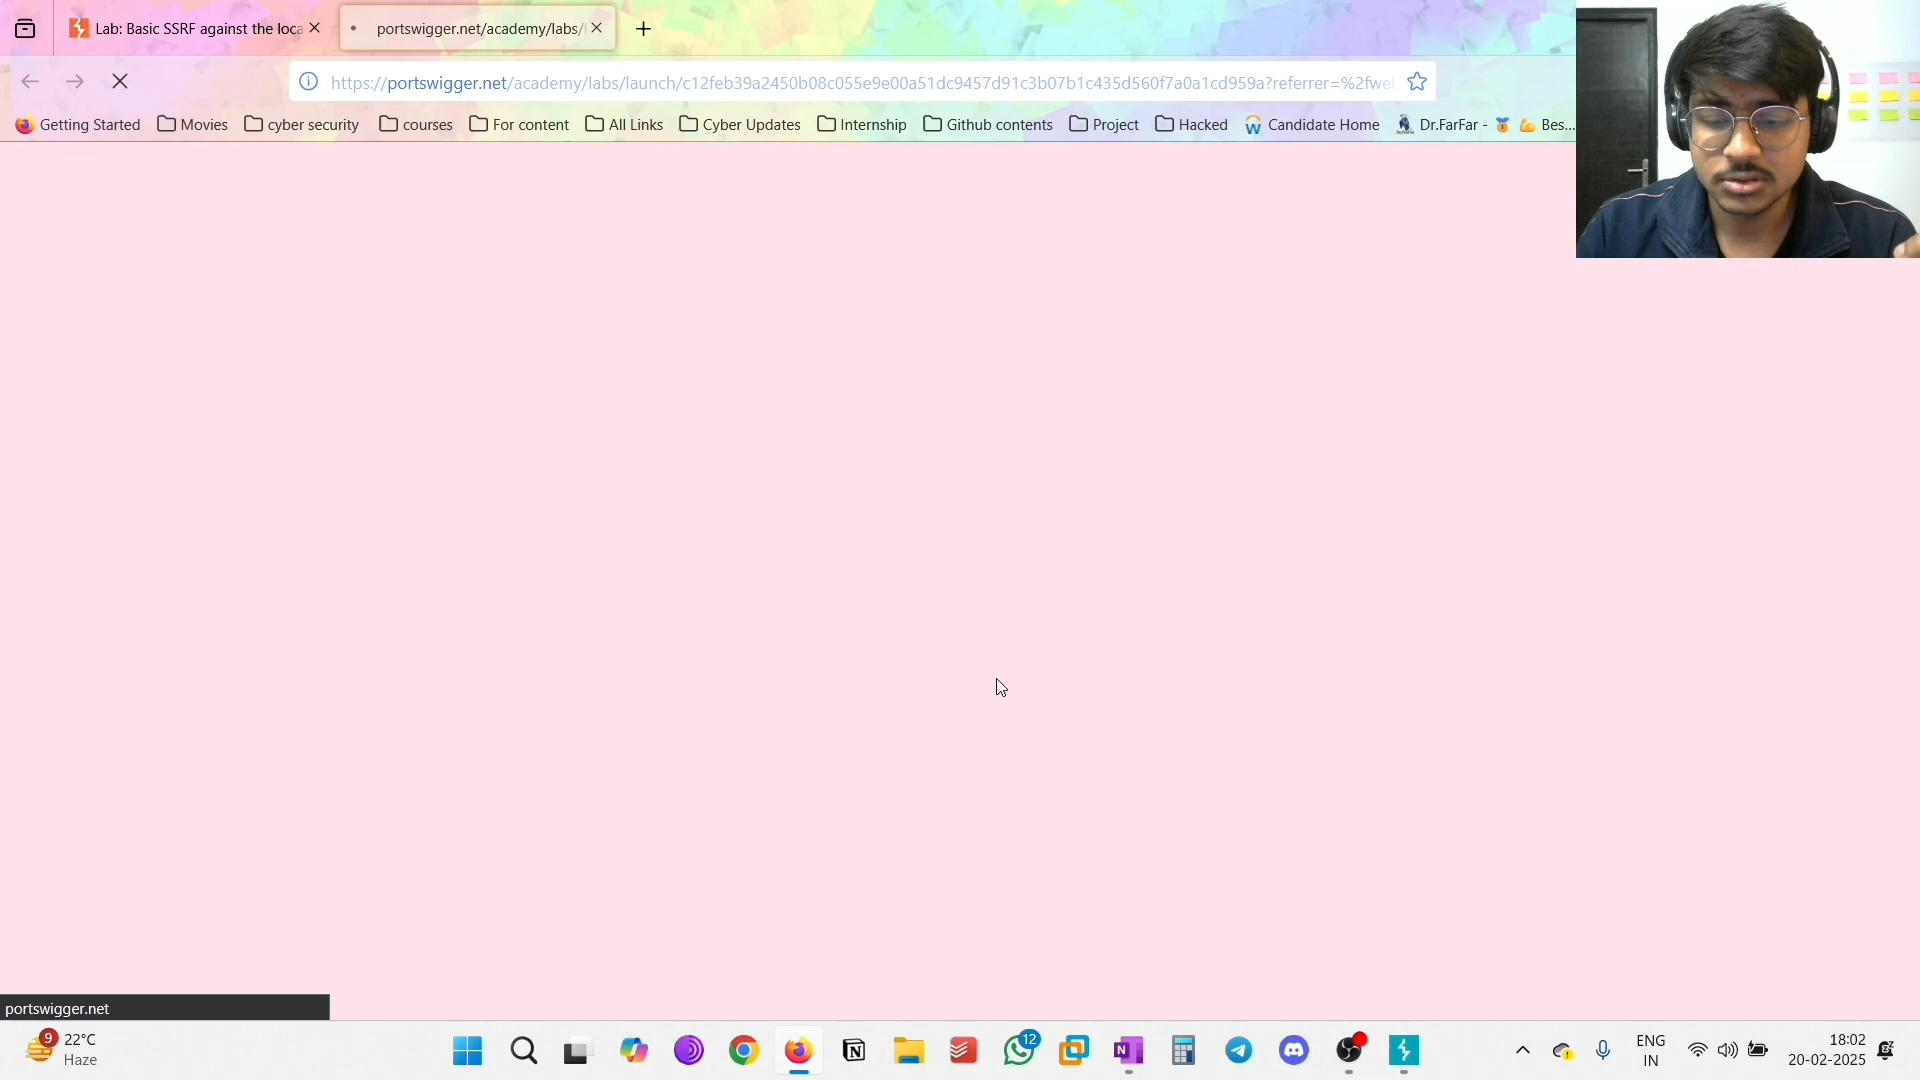 Lab: Basic SSRF against the loca
portswigger.net/academy/labs/
https://portswigger.net/academy/labs/launch/c12feb39a2450b08c055e9e00a51dc9457d91c3b07b1c435d560f7a0a1cd959a?referrer=%2fwe
Getting Started Movies cyber security courses For content All Links Cyber Updates Internship Github contents Project Hacked Candidate Home Dr.FarFar - Bes...
portswigger.net
9 22°C
Haze
12
ENG
IN
18:02
20-02-2025